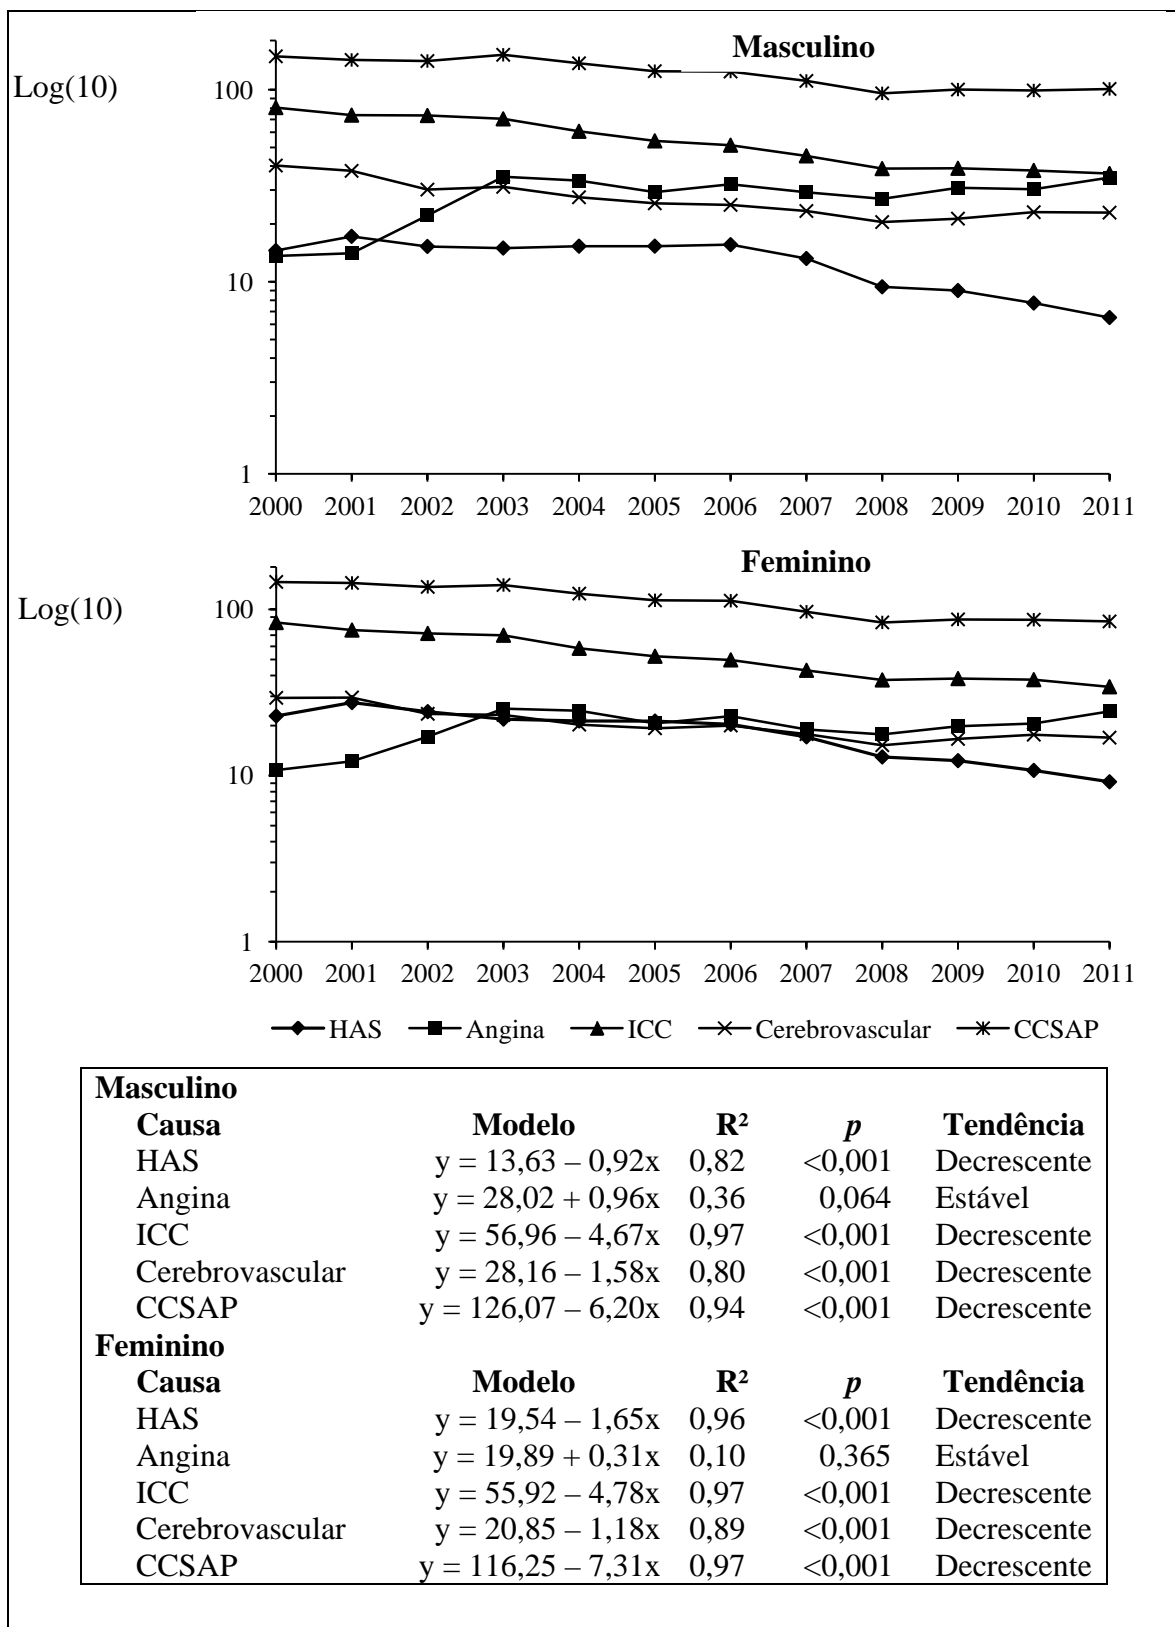 Masculino
Log(10)
100
10
1
2000 2001 2002 2003 2004 2005 2006 2007 2008 2009 2010 2011
Feminino
Log(10)
100
10
1
2000 2001 2002 2003 2004 2005 2006 2007 2008 2009 2010 2011
HAS Angina ICC Cerebrovascular CCSAP
Masculino
Causa Modelo R² p Tendência
HAS y = 13,63 – 0,92x 0,82 <0,001 Decrescente
Angina y = 28,02 + 0,96x 0,36 0,064 Estável
ICC y = 56,96 – 4,67x 0,97 <0,001 Decrescente
Cerebrovascular y = 28,16 – 1,58x 0,80 <0,001 Decrescente
CCSAP y = 126,07 – 6,20x 0,94 <0,001 Decrescente
Feminino
Causa Modelo R² p Tendência
HAS y = 19,54 – 1,65x 0,96 <0,001 Decrescente
Angina y = 19,89 + 0,31x 0,10 0,365 Estável
ICC y = 55,92 – 4,78x 0,97 <0,001 Decrescente
Cerebrovascular y = 20,85 – 1,18x 0,89 <0,001 Decrescente
CCSAP y = 116,25 – 7,31x 0,97 <0,001 Decrescente